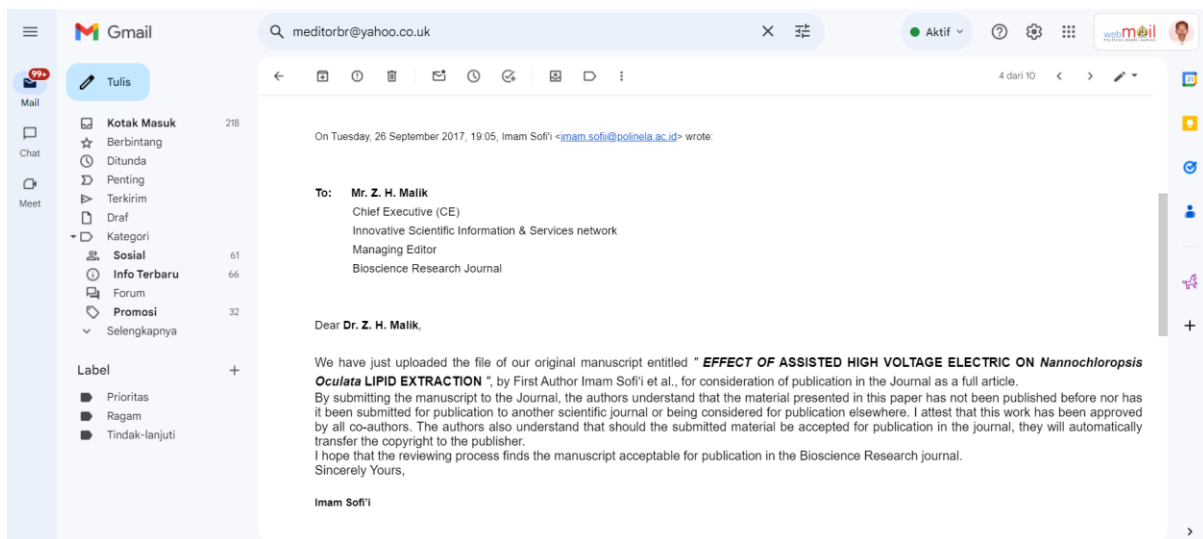 Gmail
meditorbr@yahoo.co.uk
Aktif
webmail
99+
Mail
Chat
Meet
Tulis
Kotak Masuk 218
Berbintang
Ditunda
Penting
Terkirim
Draf
Kategori
Sosial 61
Info Terbaru 66
Forum
Promosi 32
Selengkapnya
Label
Prioritas
Ragam
Tindak-lanjuti
4 dari 10
On Tuesday, 26 September 2017, 19:05, Imam Sofi'i <imam.sofii@polinela.ac.id> wrote:
To: Mr. Z. H. Malik
Chief Executive (CE)
Innovative Scientific Information & Services network
Managing Editor
Bioscience Research Journal
Dear Dr. Z. H. Malik,
We have just uploaded the file of our original manuscript entitled " EFFECT OF ASSISTED HIGH VOLTAGE ELECTRIC ON Nannochloropsis
Oculata LIPID EXTRACTION ", by First Author Imam Sofi'i et al., for consideration of publication in the Journal as a full article.
By submitting the manuscript to the Journal, the authors understand that the material presented in this paper has not been published before nor has
it been submitted for publication to another scientific journal or being considered for publication elsewhere. I attest that this work has been approved
by all co-authors. The authors also understand that should the submitted material be accepted for publication in the journal, they will automatically
transfer the copyright to the publisher.
I hope that the reviewing process finds the manuscript acceptable for publication in the Bioscience Research journal.
Sincerely Yours,
Imam Sofi'i
31